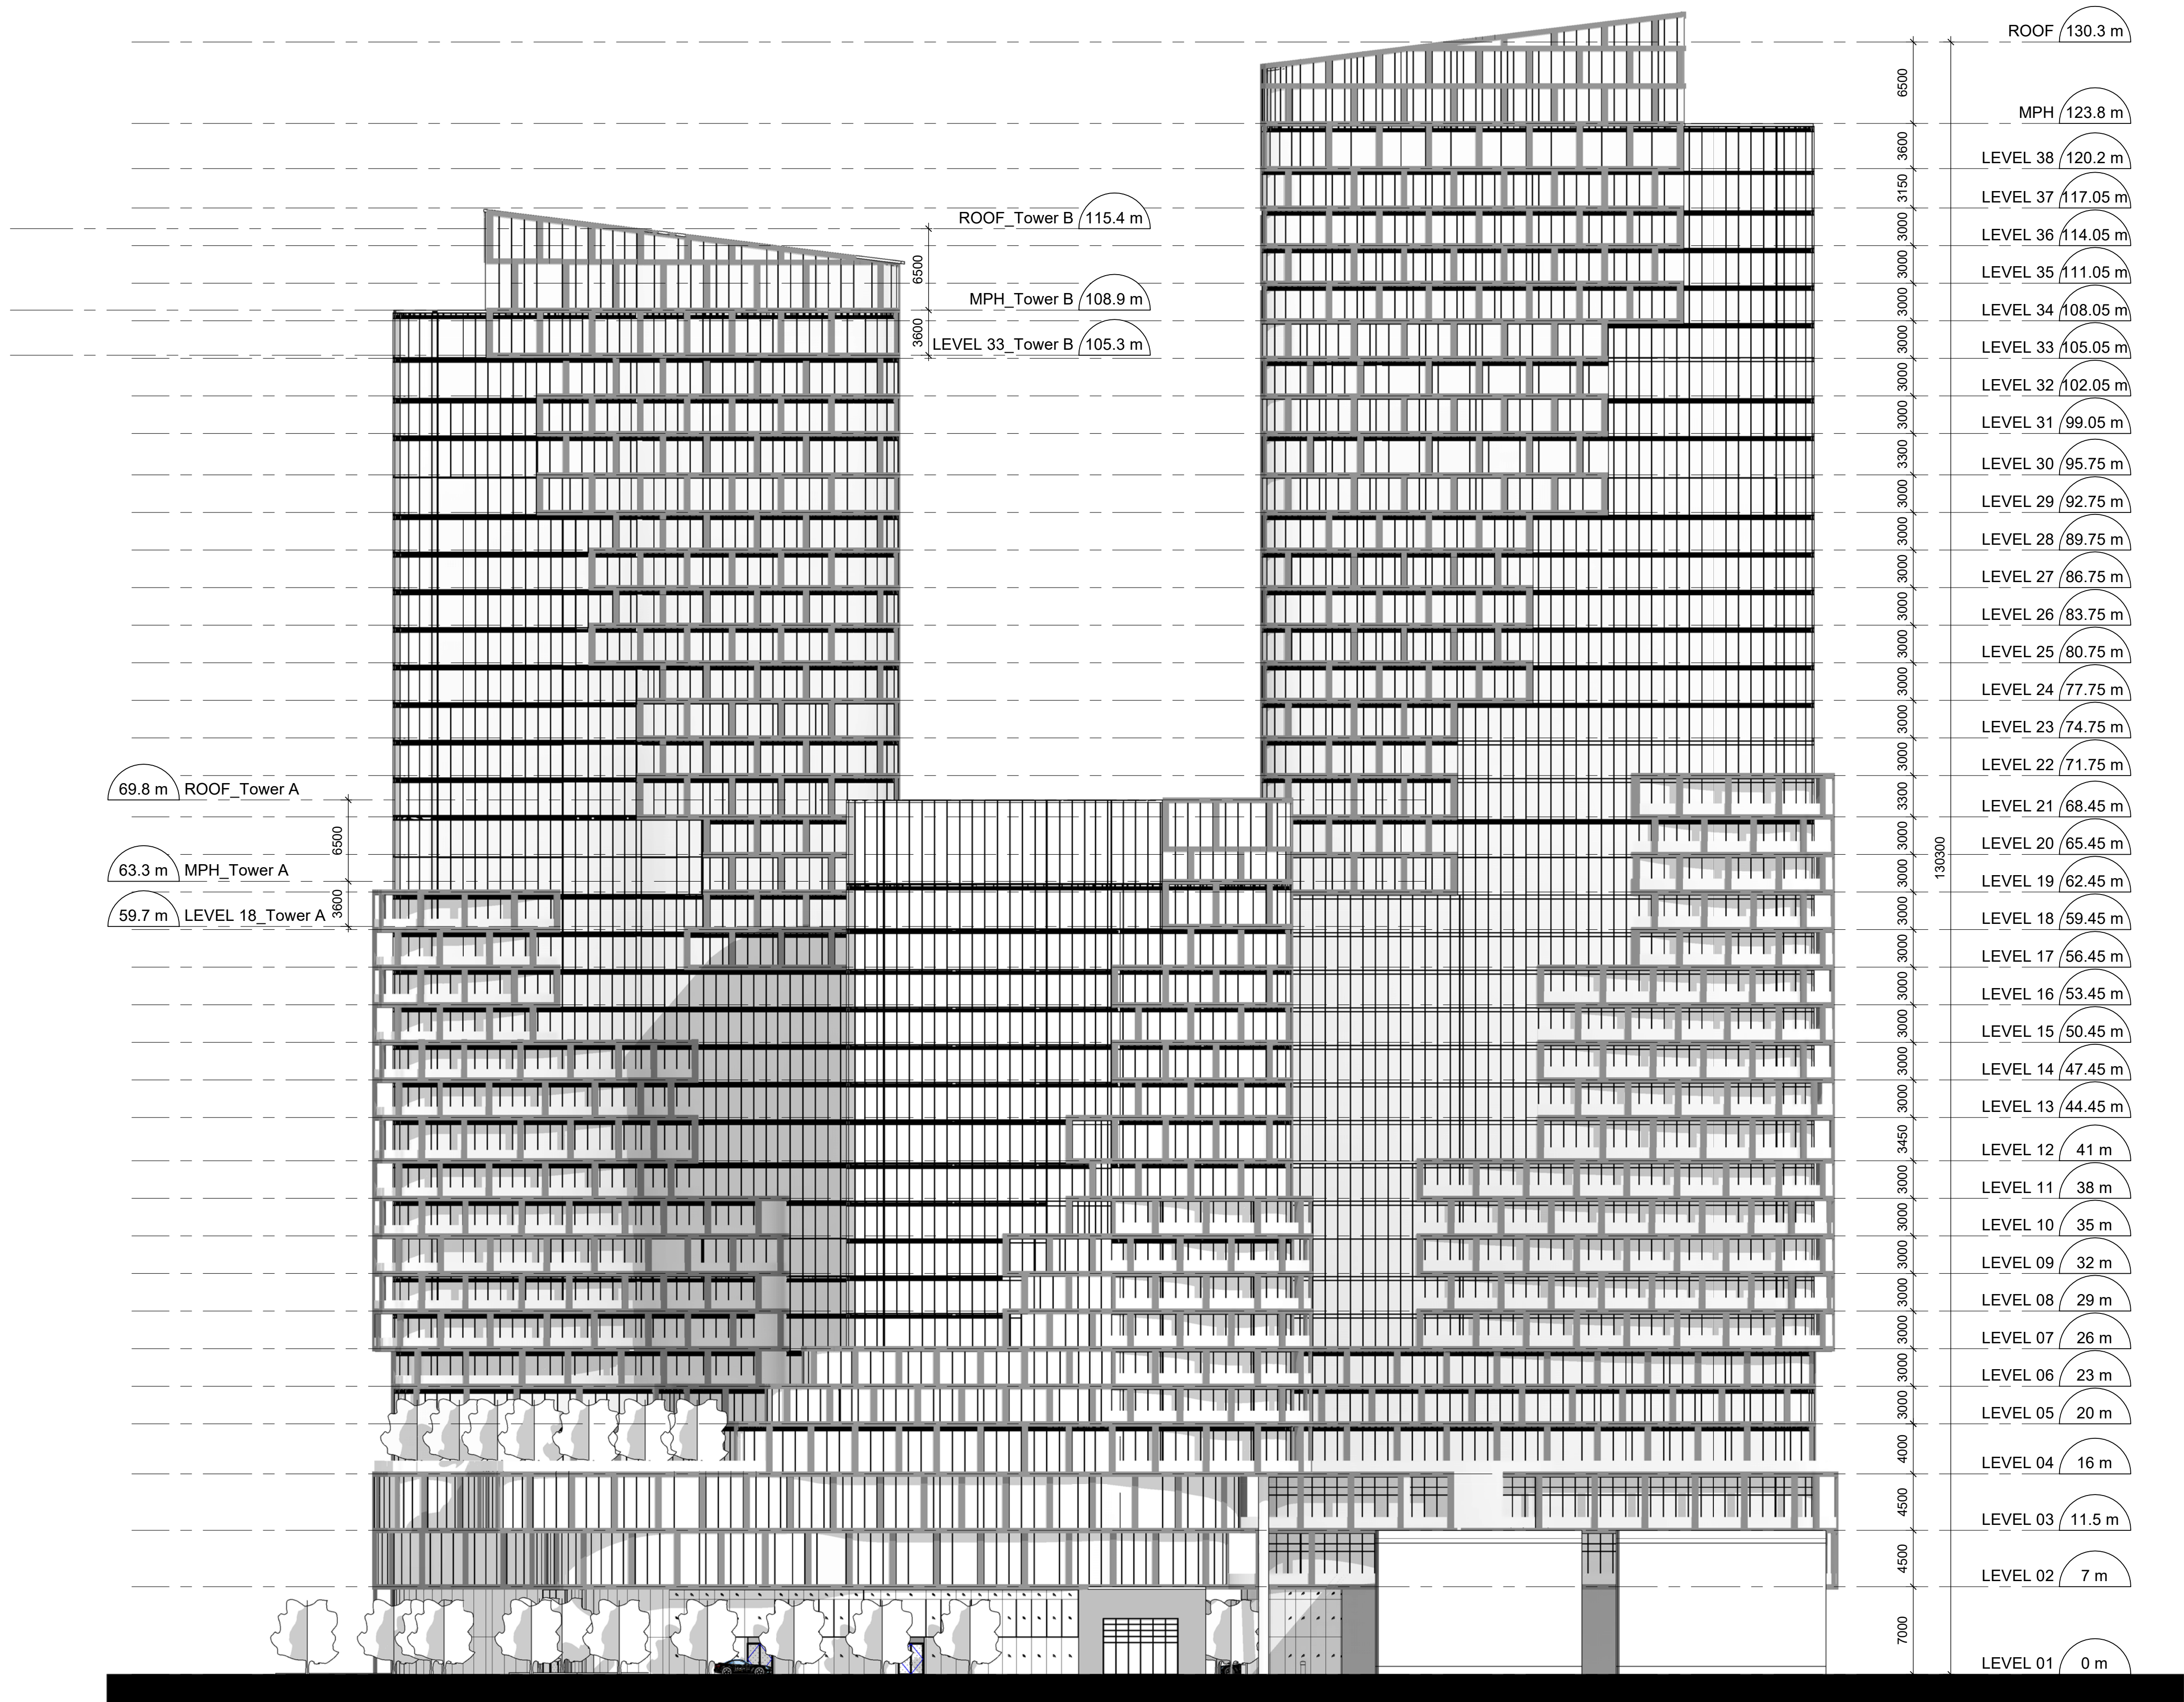 ROOF 130.3 m
6500
MPH 123.8 m
3600
LEVEL 38 120.2 m
3150
LEVEL 37 117.05 m
3000
LEVEL 36 114.05 m
3000
LEVEL 35 111.05 m
3000
LEVEL 34 108.05 m
3000
LEVEL 33 105.05 m
3000
LEVEL 32 102.05 m
3000
LEVEL 31 99.05 m
3300
LEVEL 30 95.75 m
3000
LEVEL 29 92.75 m
3000
LEVEL 28 89.75 m
3000
LEVEL 27 86.75 m
3000
LEVEL 26 83.75 m
3000
LEVEL 25 80.75 m
3000
LEVEL 24 77.75 m
3000
LEVEL 23 74.75 m
3000
LEVEL 22 71.75 m
3300
LEVEL 21 68.45 m
3000
LEVEL 20 65.45 m
3000
LEVEL 19 62.45 m
3000
LEVEL 18 59.45 m
3000
LEVEL 17 56.45 m
3000
LEVEL 16 53.45 m
3000
LEVEL 15 50.45 m
3000
LEVEL 14 47.45 m
3000
LEVEL 13 44.45 m
3450
LEVEL 12 41 m
3000
LEVEL 11 38 m
3000
LEVEL 10 35 m
3000
LEVEL 09 32 m
3000
LEVEL 08 29 m
3000
LEVEL 07 26 m
3000
LEVEL 06 23 m
3000
LEVEL 05 20 m
4000
LEVEL 04 16 m
4500
LEVEL 03 11.5 m
4500
LEVEL 02 7 m
7000
LEVEL 01 0 m
130300
ROOF_Tower B 115.4 m
6500
MPH_Tower B 108.9 m
3600
LEVEL 33_Tower B 105.3 m
69.8 m ROOF_Tower A
6500
63.3 m MPH_Tower A
3600
59.7 m LEVEL 18_Tower A